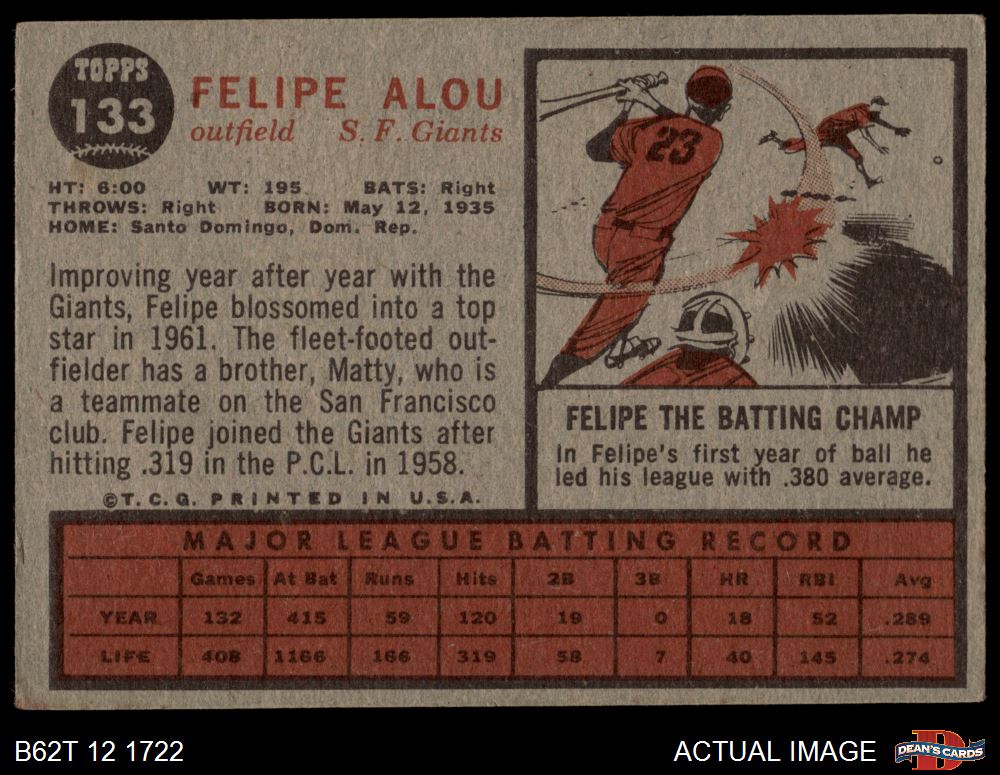 TOPPS
133
FELIPE ALOU
outfield S. F. Giants
HT: 6:00 WT: 195 BATS: Right
THROWS: Right BORN: May 12, 1935
HOME: Santo Domingo, Dom. Rep.
Improving year after year with the
Giants, Felipe blossomed into a top
star in 1961. The fleet-footed out-
fielder has a brother, Matty, who is
a teammate on the San Francisco
club. Felipe joined the Giants after
hitting .319 in the P.C.L. in 1958.
©T.C.G. PRINTED IN U.S.A.
23
FELIPE THE BATTING CHAMP
In Felipe's first year of ball he
led his league with .380 average.
MAJOR LEAGUE BATTING RECORD
Games At Bat Runs Hits 2B 3B HR RBI Avg
YEAR 132 415 59 120 19 0 18 52 .289
LIFE 408 1166 166 319 58 7 40 145 .274
B62T 12 1722
ACTUAL IMAGE
DEAN'S CARDS